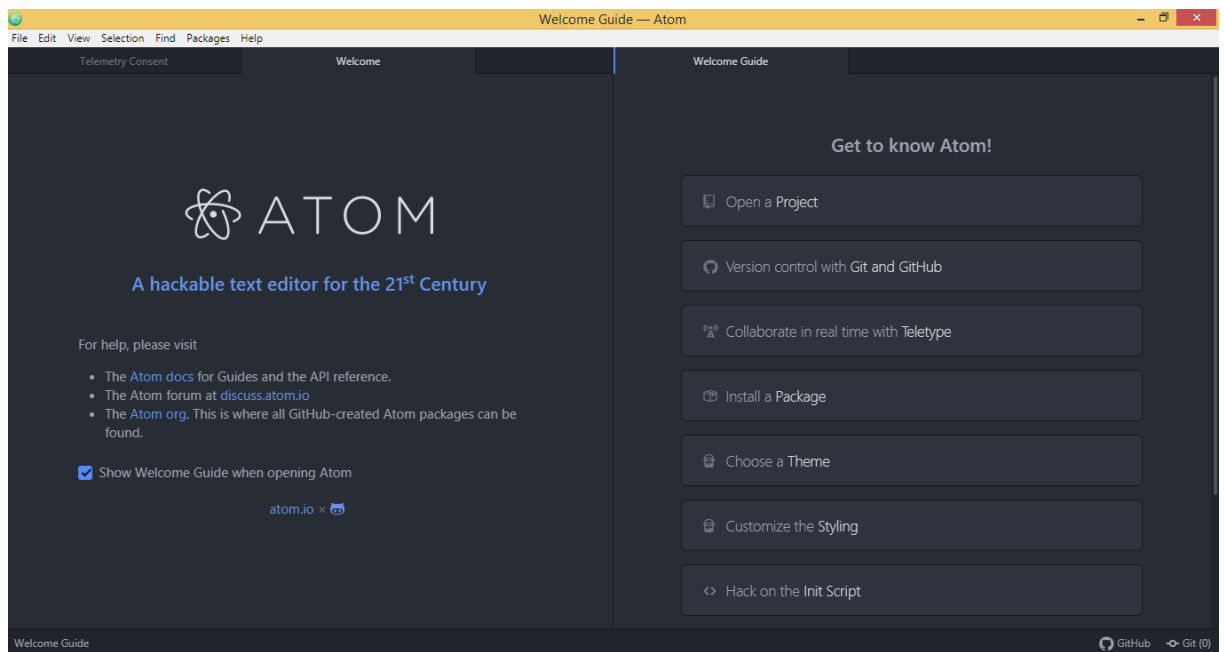 Welcome Guide — Atom
File Edit View Selection Find Packages Help
Telemetry Consent
Welcome
Welcome Guide
ATOM
A hackable text editor for the 21st Century
For help, please visit
• The Atom docs for Guides and the API reference.
• The Atom forum at discuss.atom.io
• The Atom org. This is where all GitHub-created Atom packages can be
found.
Show Welcome Guide when opening Atom
atom.io ×
Get to know Atom!
Open a Project
Version control with Git and GitHub
Collaborate in real time with Teletype
Install a Package
Choose a Theme
Customize the Styling
Hack on the Init Script
Welcome Guide
GitHub
Git (0)